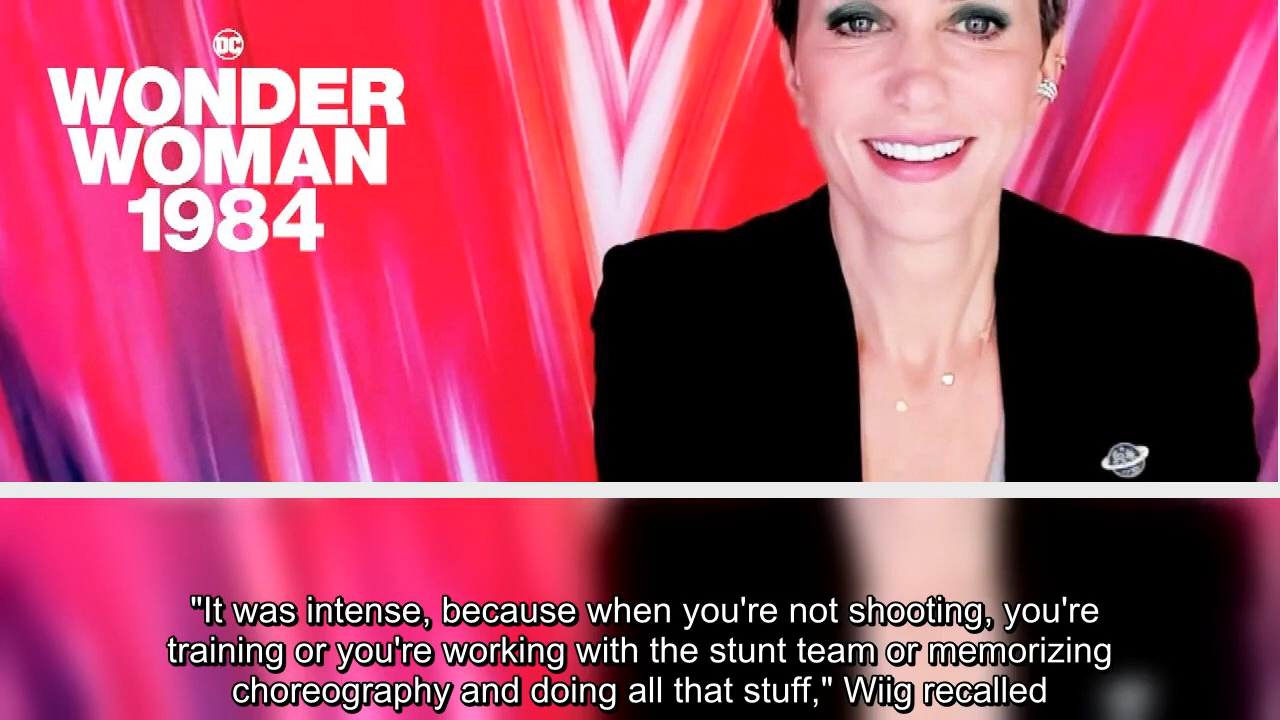 DC
WONDER
WOMAN
1984
"It was intense, because when you're not shooting, you're
training or you're working with the stunt team or memorizing
choreography and doing all that stuff," Wiig recalled